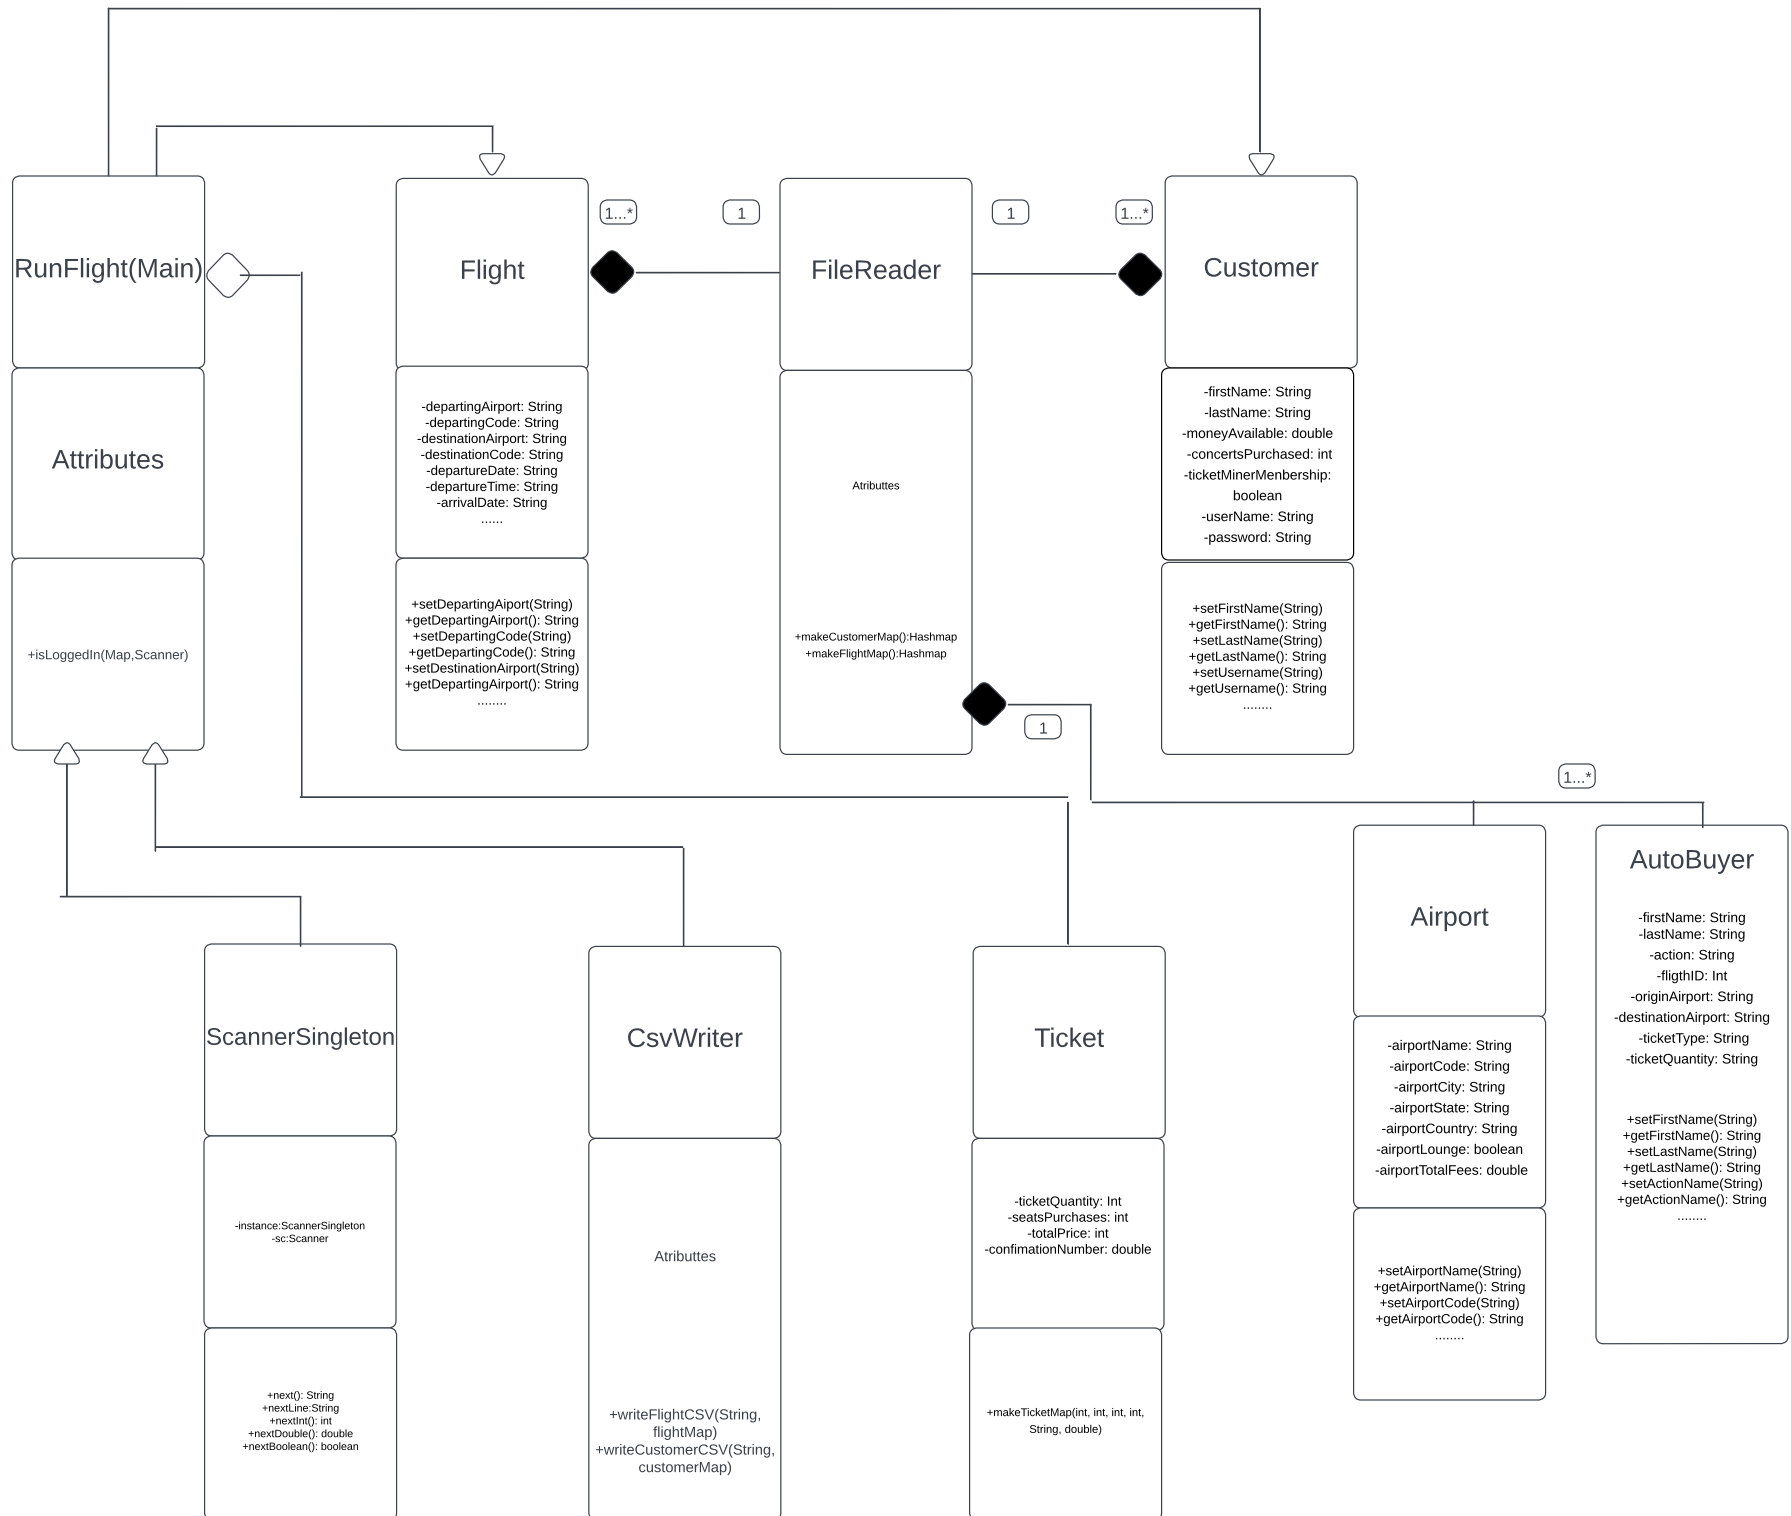 RunFlight(Main)
Attributes
+isLoggedIn(Map,Scanner)
Flight
-departingAirport: String
-departingCode: String
-destinationAirport: String
-destinationCode: String
-departureDate: String
-departureTime: String
-arrivalDate: String
......
+setDepartingAiport(String)
+getDepartingAirport(): String
+setDepartingCode(String)
+getDepartingCode(): String
+setDestinationAirport(String)
+getDepartingAirport(): String
........
1...*
1
FileReader
Atributtes
+makeCustomerMap():Hashmap
+makeFlightMap():Hashmap
1
1...*
Customer
-firstName: String
-lastName: String
-moneyAvailable: double
-concertsPurchased: int
-ticketMinerMenbership:
boolean
-userName: String
-password: String
+setFirstName(String)
+getFirstName(): String
+setLastName(String)
+getLastName(): String
+setUsername(String)
+getUsername(): String
........
1
1...*
ScannerSingleton
-instance:ScannerSingleton
-sc:Scanner
+next(): String
+nextLine:String
+nextInt(): int
+nextDouble(): double
+nextBoolean(): boolean
CsvWriter
Atributtes
+writeFlightCSV(String,
flightMap)
+writeCustomerCSV(String,
customerMap)
Ticket
-ticketQuantity: Int
-seatsPurchases: int
-totalPrice: int
-confimationNumber: double
+makeTicketMap(int, int, int, int,
String, double)
Airport
-airportName: String
-airportCode: String
-airportCity: String
-airportState: String
-airportCountry: String
-airportLounge: boolean
-airportTotalFees: double
+setAirportName(String)
+getAirportName(): String
+setAirportCode(String)
+getAirportCode(): String
........
AutoBuyer
-firstName: String
-lastName: String
-action: String
-fligthID: Int
-originAirport: String
-destinationAirport: String
-ticketType: String
-ticketQuantity: String
+setFirstName(String)
+getFirstName(): String
+setLastName(String)
+getLastName(): String
+setActionName(String)
+getActionName(): String
........